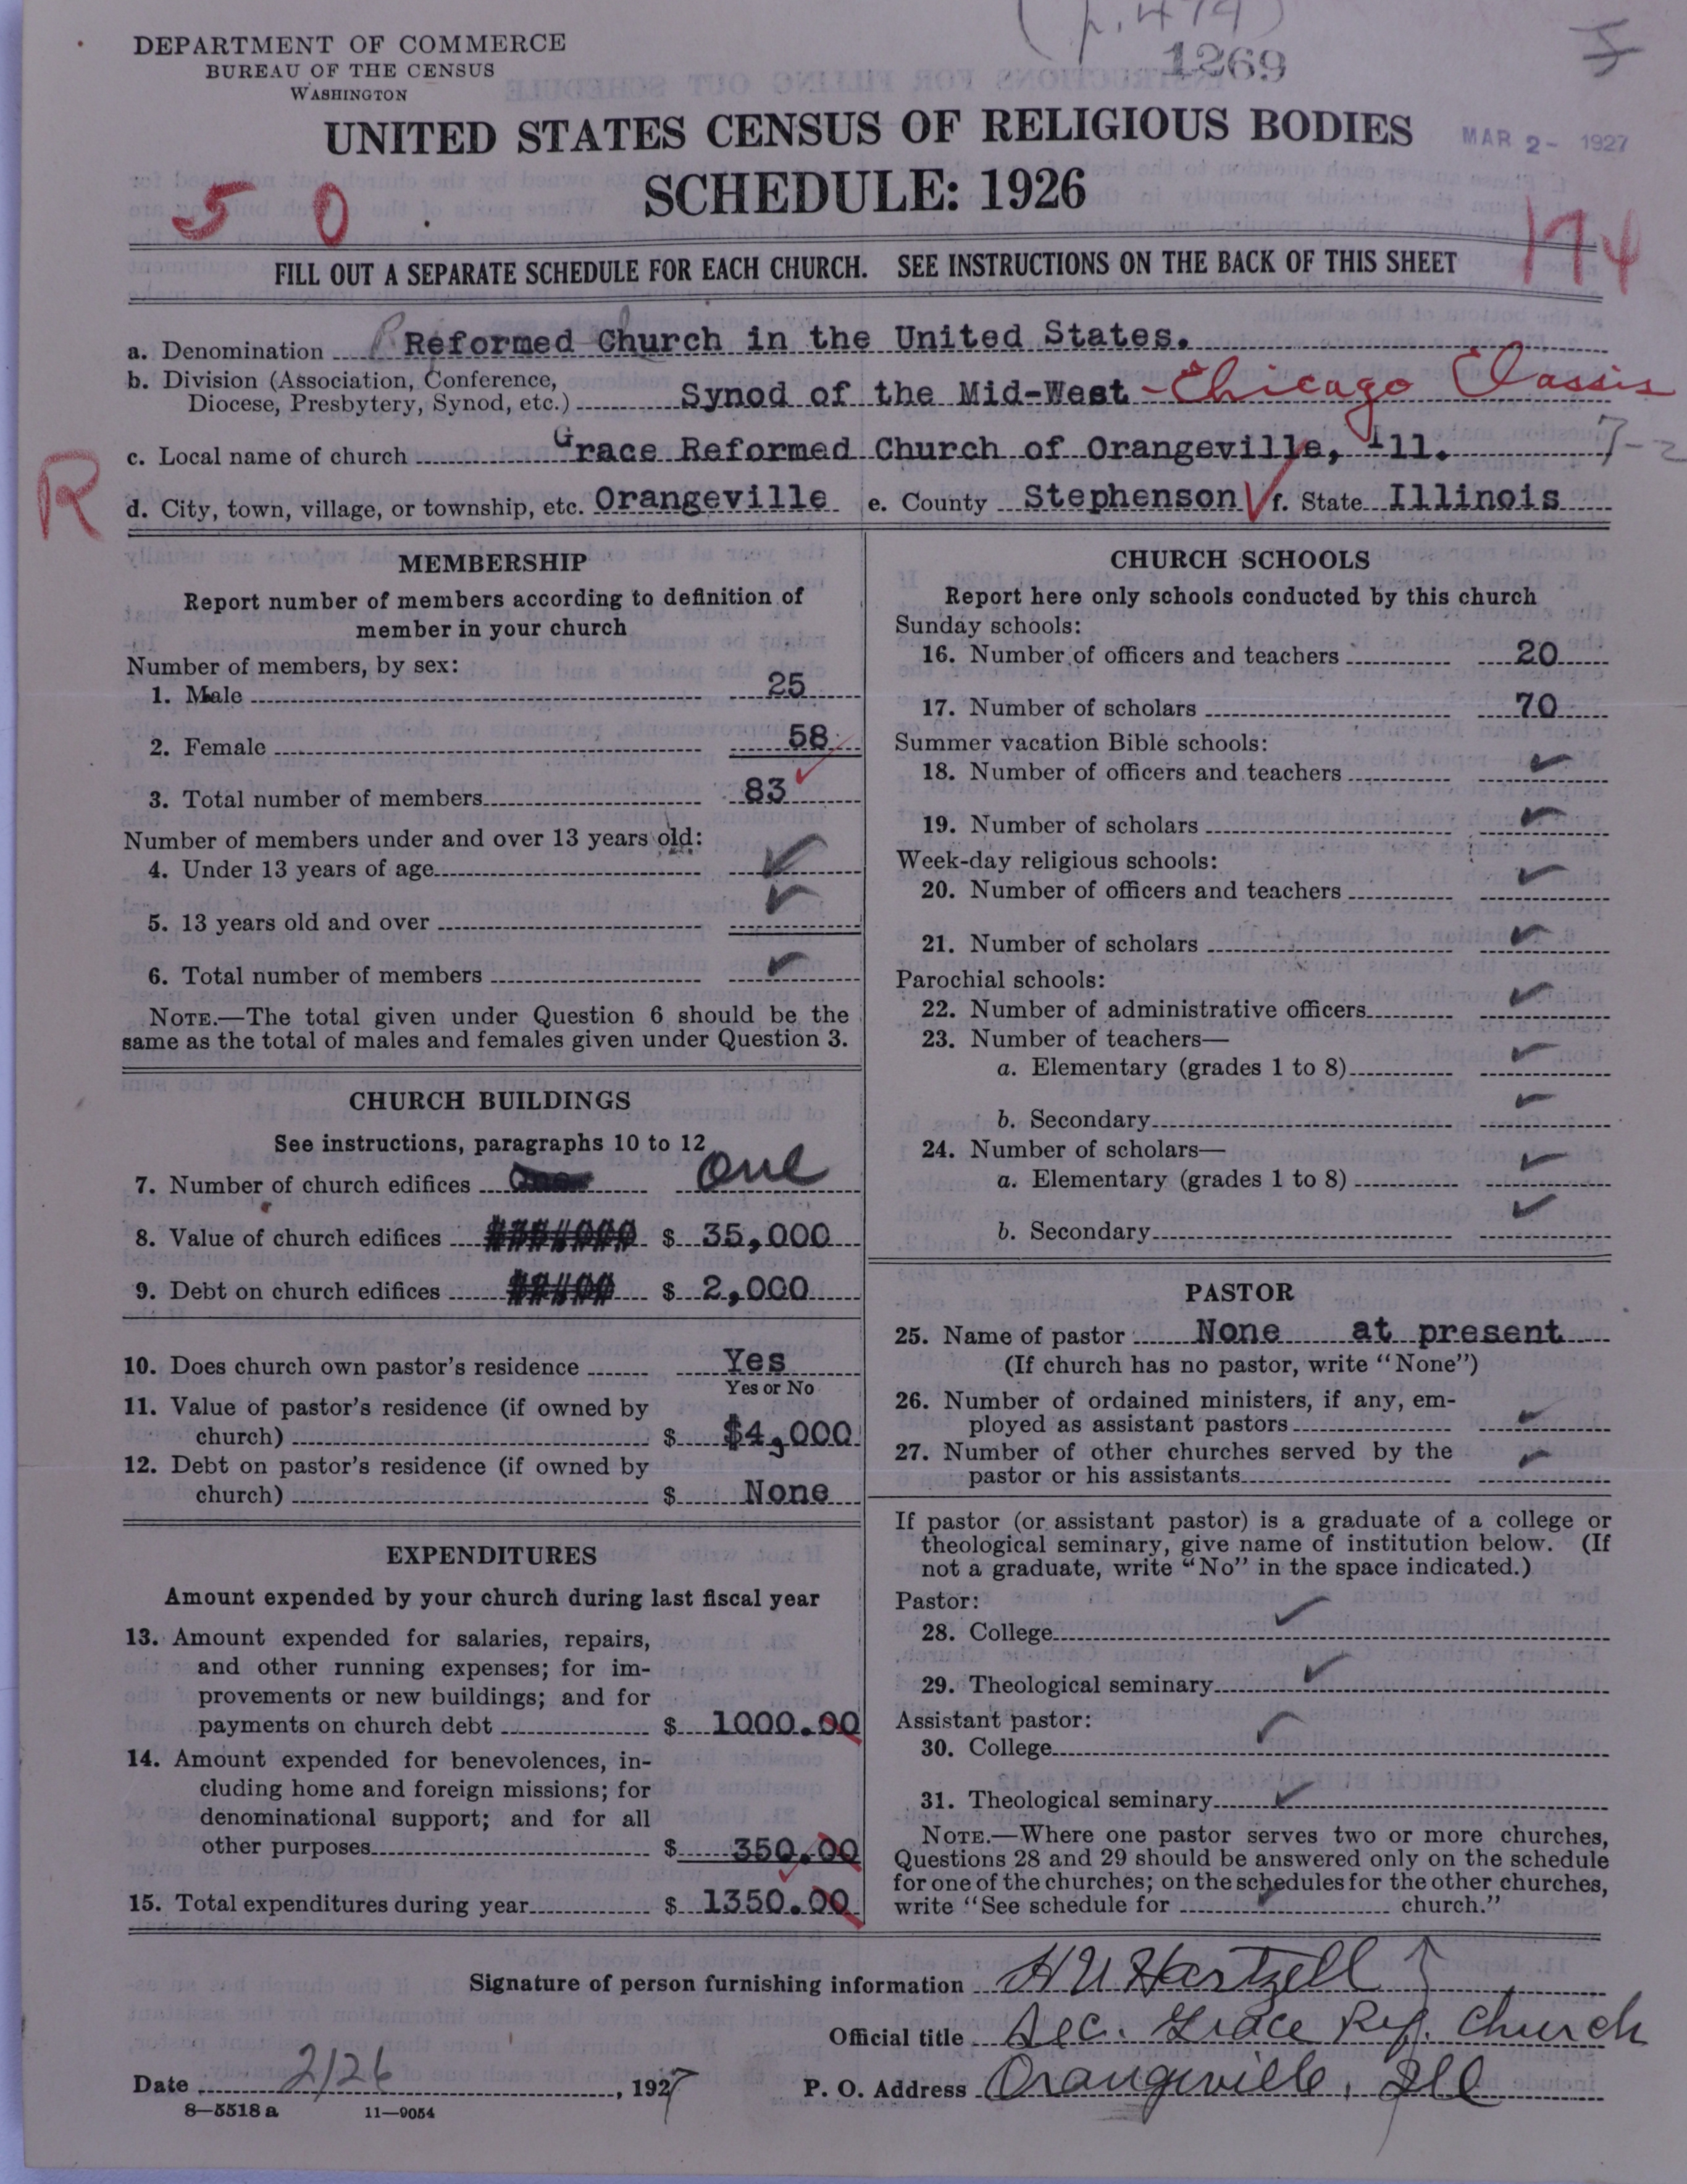 (p. 479)
1269
DEPARTMENT OF COMMERCE
BUREAU OF THE CENSUS
WASHINGTON
UNITED STATES CENSUS OF RELIGIOUS BODIES
MAR 2- 1927
SCHEDULE: 1926
50
174
FILL OUT A SEPARATE SCHEDULE FOR EACH CHURCH. SEE INSTRUCTIONS ON THE BACK OF THIS SHEET
a. Denomination Reformed Church in the United States.
b. Division (Association, Conference,
Diocese, Presbytery, Synod, etc.) Synod of the Mid-West - Chicago Classis
c. Local name of church Grace Reformed Church of Orangeville, Ill.
R
d. City, town, village, or township, etc. Orangeville e. County Stephenson f. State Illinois
MEMBERSHIP
Report number of members according to definition of
member in your church
Number of members, by sex:
1. Male 25
2. Female 58
3. Total number of members 83
Number of members under and over 13 years old:
4. Under 13 years of age
5. 13 years old and over
6. Total number of members
NOTE.—The total given under Question 6 should be the
same as the total of males and females given under Question 3.
CHURCH BUILDINGS
See instructions, paragraphs 10 to 12
7. Number of church edifices One
8. Value of church edifices $ 35,000
9. Debt on church edifices $ 2,000
10. Does church own pastor's residence Yes
Yes or No
11. Value of pastor's residence (if owned by
church) $ $4,000
12. Debt on pastor's residence (if owned by
church) $ None
EXPENDITURES
Amount expended by your church during last fiscal year
13. Amount expended for salaries, repairs,
and other running expenses; for im-
provements or new buildings; and for
payments on church debt $ 1000.00
14. Amount expended for benevolences, in-
cluding home and foreign missions; for
denominational support; and for all
other purposes $ 350.00
15. Total expenditures during year $ 1350.00
CHURCH SCHOOLS
Report here only schools conducted by this church
Sunday schools:
16. Number of officers and teachers 20
17. Number of scholars 70
Summer vacation Bible schools:
18. Number of officers and teachers
19. Number of scholars
Week-day religious schools:
20. Number of officers and teachers
21. Number of scholars
Parochial schools:
22. Number of administrative officers
23. Number of teachers—
a. Elementary (grades 1 to 8)
b. Secondary
24. Number of scholars—
a. Elementary (grades 1 to 8)
b. Secondary
PASTOR
25. Name of pastor None at present
(If church has no pastor, write "None")
26. Number of ordained ministers, if any, em-
ployed as assistant pastors
27. Number of other churches served by the
pastor or his assistants
If pastor (or assistant pastor) is a graduate of a college or
theological seminary, give name of institution below. (If
not a graduate, write "No" in the space indicated.)
Pastor:
28. College
29. Theological seminary
Assistant pastor:
30. College
31. Theological seminary
NOTE.—Where one pastor serves two or more churches,
Questions 28 and 29 should be answered only on the schedule
for one of the churches; on the schedules for the other churches,
write "See schedule for church."
Signature of person furnishing information H U Hartzell
Official title Sec. Grace Ref. Church
Date 2/26, 1927 P. O. Address Orangeville, Ill
8—5518 a 11—9054